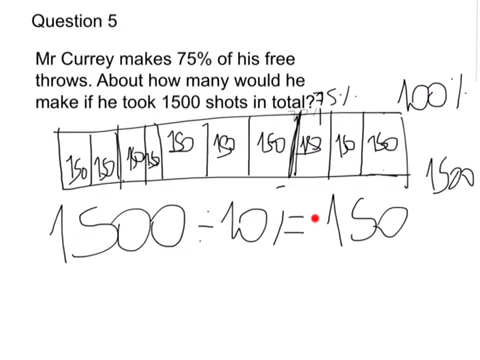 Question 5
Mr Currey makes 75% of his free
throws. About how many would he
make if he took 1500 shots in total? 75%
100%
150 150 150 150 150 150 150 150 150 150
1500
1500 ÷ 10 = 150